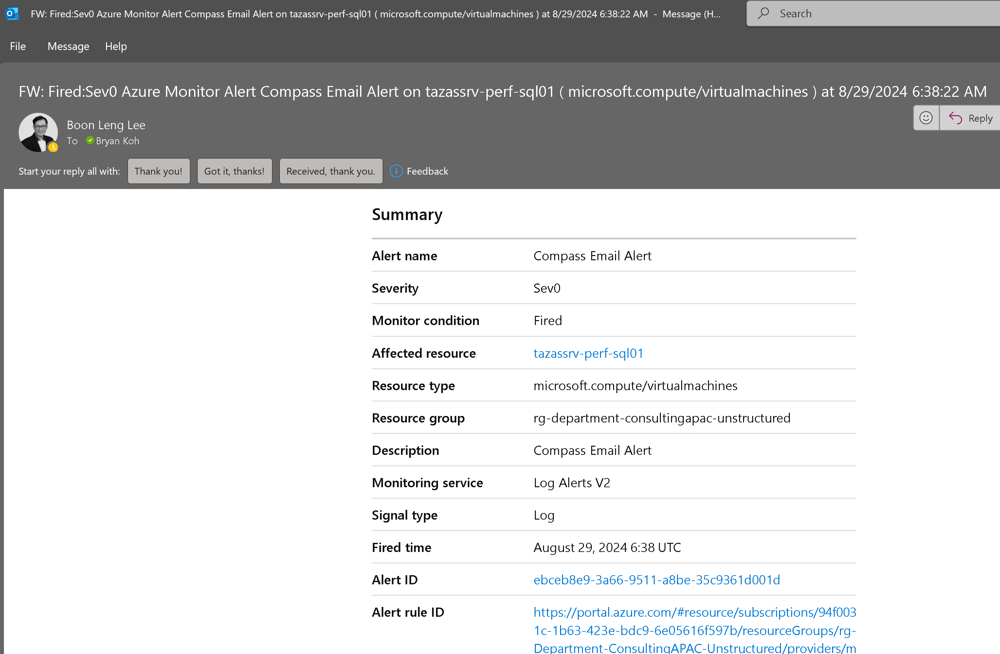 FW: Fired:Sev0 Azure Monitor Alert Compass Email Alert on tazassrv-perf-sql01 ( microsoft.compute/virtualmachines ) at 8/29/2024 6:38:22 AM - Message (H...
Search
File Message Help
FW: Fired:Sev0 Azure Monitor Alert Compass Email Alert on tazassrv-perf-sql01 ( microsoft.compute/virtualmachines ) at 8/29/2024 6:38:22 AM
Boon Leng Lee
To Bryan Koh
Reply
Start your reply all with: Thank you! Got it, thanks! Received, thank you. Feedback
Summary
Alert name Compass Email Alert
Severity Sev0
Monitor condition Fired
Affected resource tazassrv-perf-sql01
Resource type microsoft.compute/virtualmachines
Resource group rg-department-consultingapac-unstructured
Description Compass Email Alert
Monitoring service Log Alerts V2
Signal type Log
Fired time August 29, 2024 6:38 UTC
Alert ID ebceb8e9-3a66-9511-a8be-35c9361d001d
Alert rule ID https://portal.azure.com/#resource/subscriptions/94f003
1c-1b63-423e-bdc9-6e05616f597b/resourceGroups/rg-
Department-ConsultingAPAC-Unstructured/providers/m